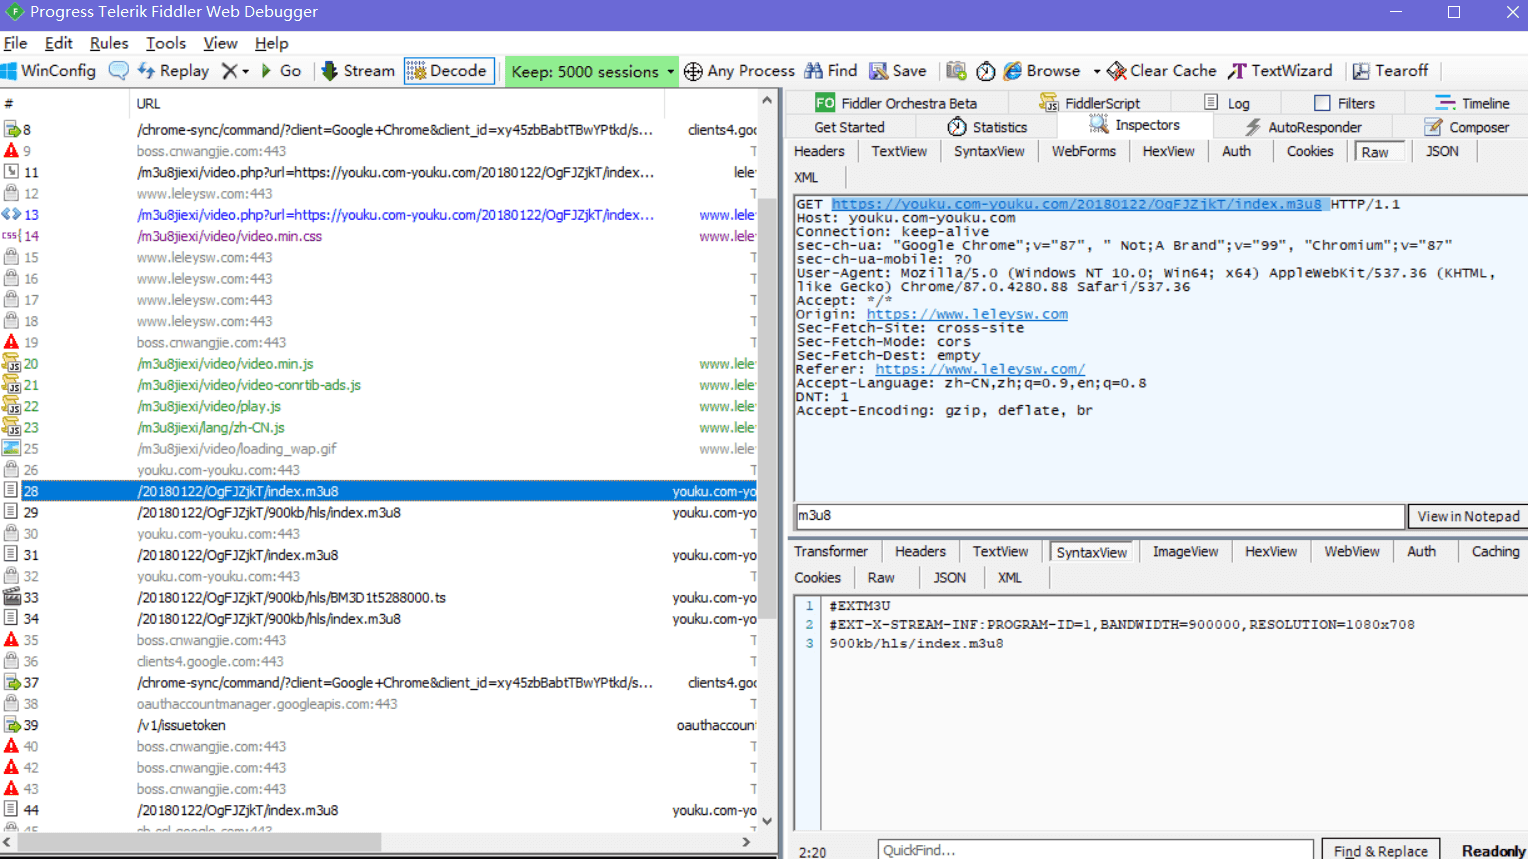 Progress Telerik Fiddler Web Debugger
File Edit Rules Tools View Help
WinConfig Replay Go Stream Decode Keep: 5000 sessions Any Process Find Save Browse Clear Cache TextWizard Tearoff
# URL
8 /chrome-sync/command/?client=Google+Chrome&client_id=xy45zbBabtTBwYPtkd/s... clients4.goo
9 boss.cnwangjie.com:443 T
11 /m3u8jiexi/video.php?url=https://youku.com-youku.com/20180122/OgFJZjkT/index... lele
12 www.leleysw.com:443 T
13 /m3u8jiexi/video.php?url=https://youku.com-youku.com/20180122/OgFJZjkT/index... www.lele
14 /m3u8jiexi/video/video.min.css www.lele
15 www.leleysw.com:443 T
16 www.leleysw.com:443 T
17 www.leleysw.com:443 T
18 www.leleysw.com:443 T
19 boss.cnwangjie.com:443 T
20 /m3u8jiexi/video/video.min.js www.lele
21 /m3u8jiexi/video/video-conrtib-ads.js www.lele
22 /m3u8jiexi/video/play.js www.lele
23 /m3u8jiexi/lang/zh-CN.js www.lele
25 /m3u8jiexi/video/loading_wap.gif www.lele
26 youku.com-youku.com:443 T
28 /20180122/OgFJZjkT/index.m3u8 youku.com-yo
29 /20180122/OgFJZjkT/900kb/hls/index.m3u8 youku.com-yo
30 youku.com-youku.com:443 T
31 /20180122/OgFJZjkT/index.m3u8 youku.com-yo
32 youku.com-youku.com:443 T
33 /20180122/OgFJZjkT/900kb/hls/BM3D1t5288000.ts youku.com-yo
34 /20180122/OgFJZjkT/900kb/hls/index.m3u8 youku.com-yo
35 boss.cnwangjie.com:443 T
36 clients4.google.com:443 T
37 /chrome-sync/command/?client=Google+Chrome&client_id=xy45zbBabtTBwYPtkd/s... clients4.goo
38 oauthaccountmanager.googleapis.com:443 T
39 /v1/issuetoken oauthaccount
40 boss.cnwangjie.com:443 T
42 boss.cnwangjie.com:443 T
43 boss.cnwangjie.com:443 T
44 /20180122/OgFJZjkT/index.m3u8 youku.com-yo
Fiddler Orchestra Beta FiddlerScript Log Filters Timeline
Get Started Statistics Inspectors AutoResponder Composer
Headers TextView SyntaxView WebForms HexView Auth Cookies Raw JSON
XML
GET https://youku.com-youku.com/20180122/OgFJZjkT/index.m3u8 HTTP/1.1
Host: youku.com-youku.com
Connection: keep-alive
sec-ch-ua: "Google Chrome";v="87", " Not;A Brand";v="99", "Chromium";v="87"
sec-ch-ua-mobile: ?0
User-Agent: Mozilla/5.0 (Windows NT 10.0; Win64; x64) AppleWebKit/537.36 (KHTML,
like Gecko) Chrome/87.0.4280.88 Safari/537.36
Accept: */*
Origin: https://www.leleysw.com
Sec-Fetch-Site: cross-site
Sec-Fetch-Mode: cors
Sec-Fetch-Dest: empty
Referer: https://www.leleysw.com/
Accept-Language: zh-CN,zh;q=0.9,en;q=0.8
DNT: 1
Accept-Encoding: gzip, deflate, br
m3u8 View in Notepad
Transformer Headers TextView SyntaxView ImageView HexView WebView Auth Caching
Cookies Raw JSON XML
1 #EXTM3U
2 #EXT-X-STREAM-INF:PROGRAM-ID=1,BANDWIDTH=900000,RESOLUTION=1080x708
3 900kb/hls/index.m3u8
2:20 QuickFind... Find & Replace Readonly